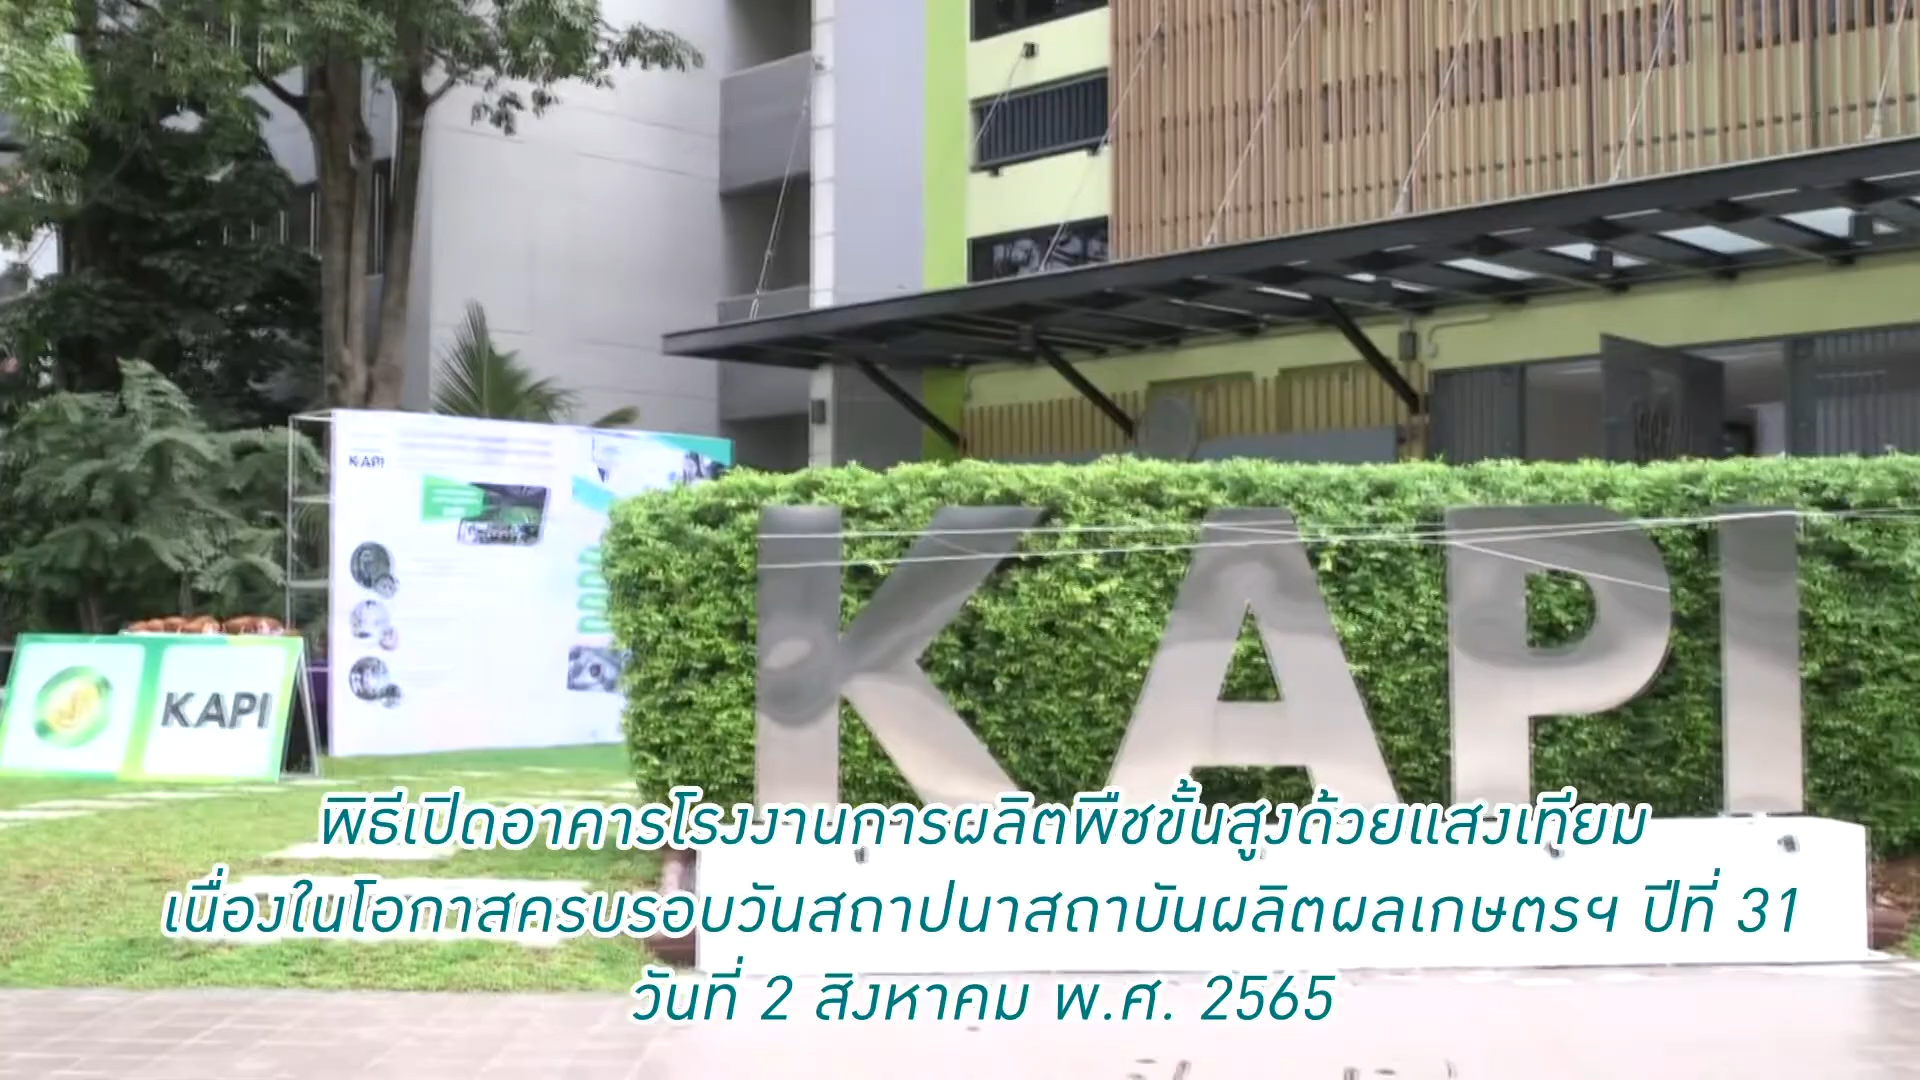 KAPI
KAPI
KAPI
พิธีเปิดอาคารโรงงานการผลิตพืชขั้นสูงด้วยแสงเทียม
เนื่องในโอกาสครบรอบวันสถาปนาสถาบันผลิตผลเกษตรฯ ปีที่ 31
วันที่ 2 สิงหาคม พ.ศ. 2565